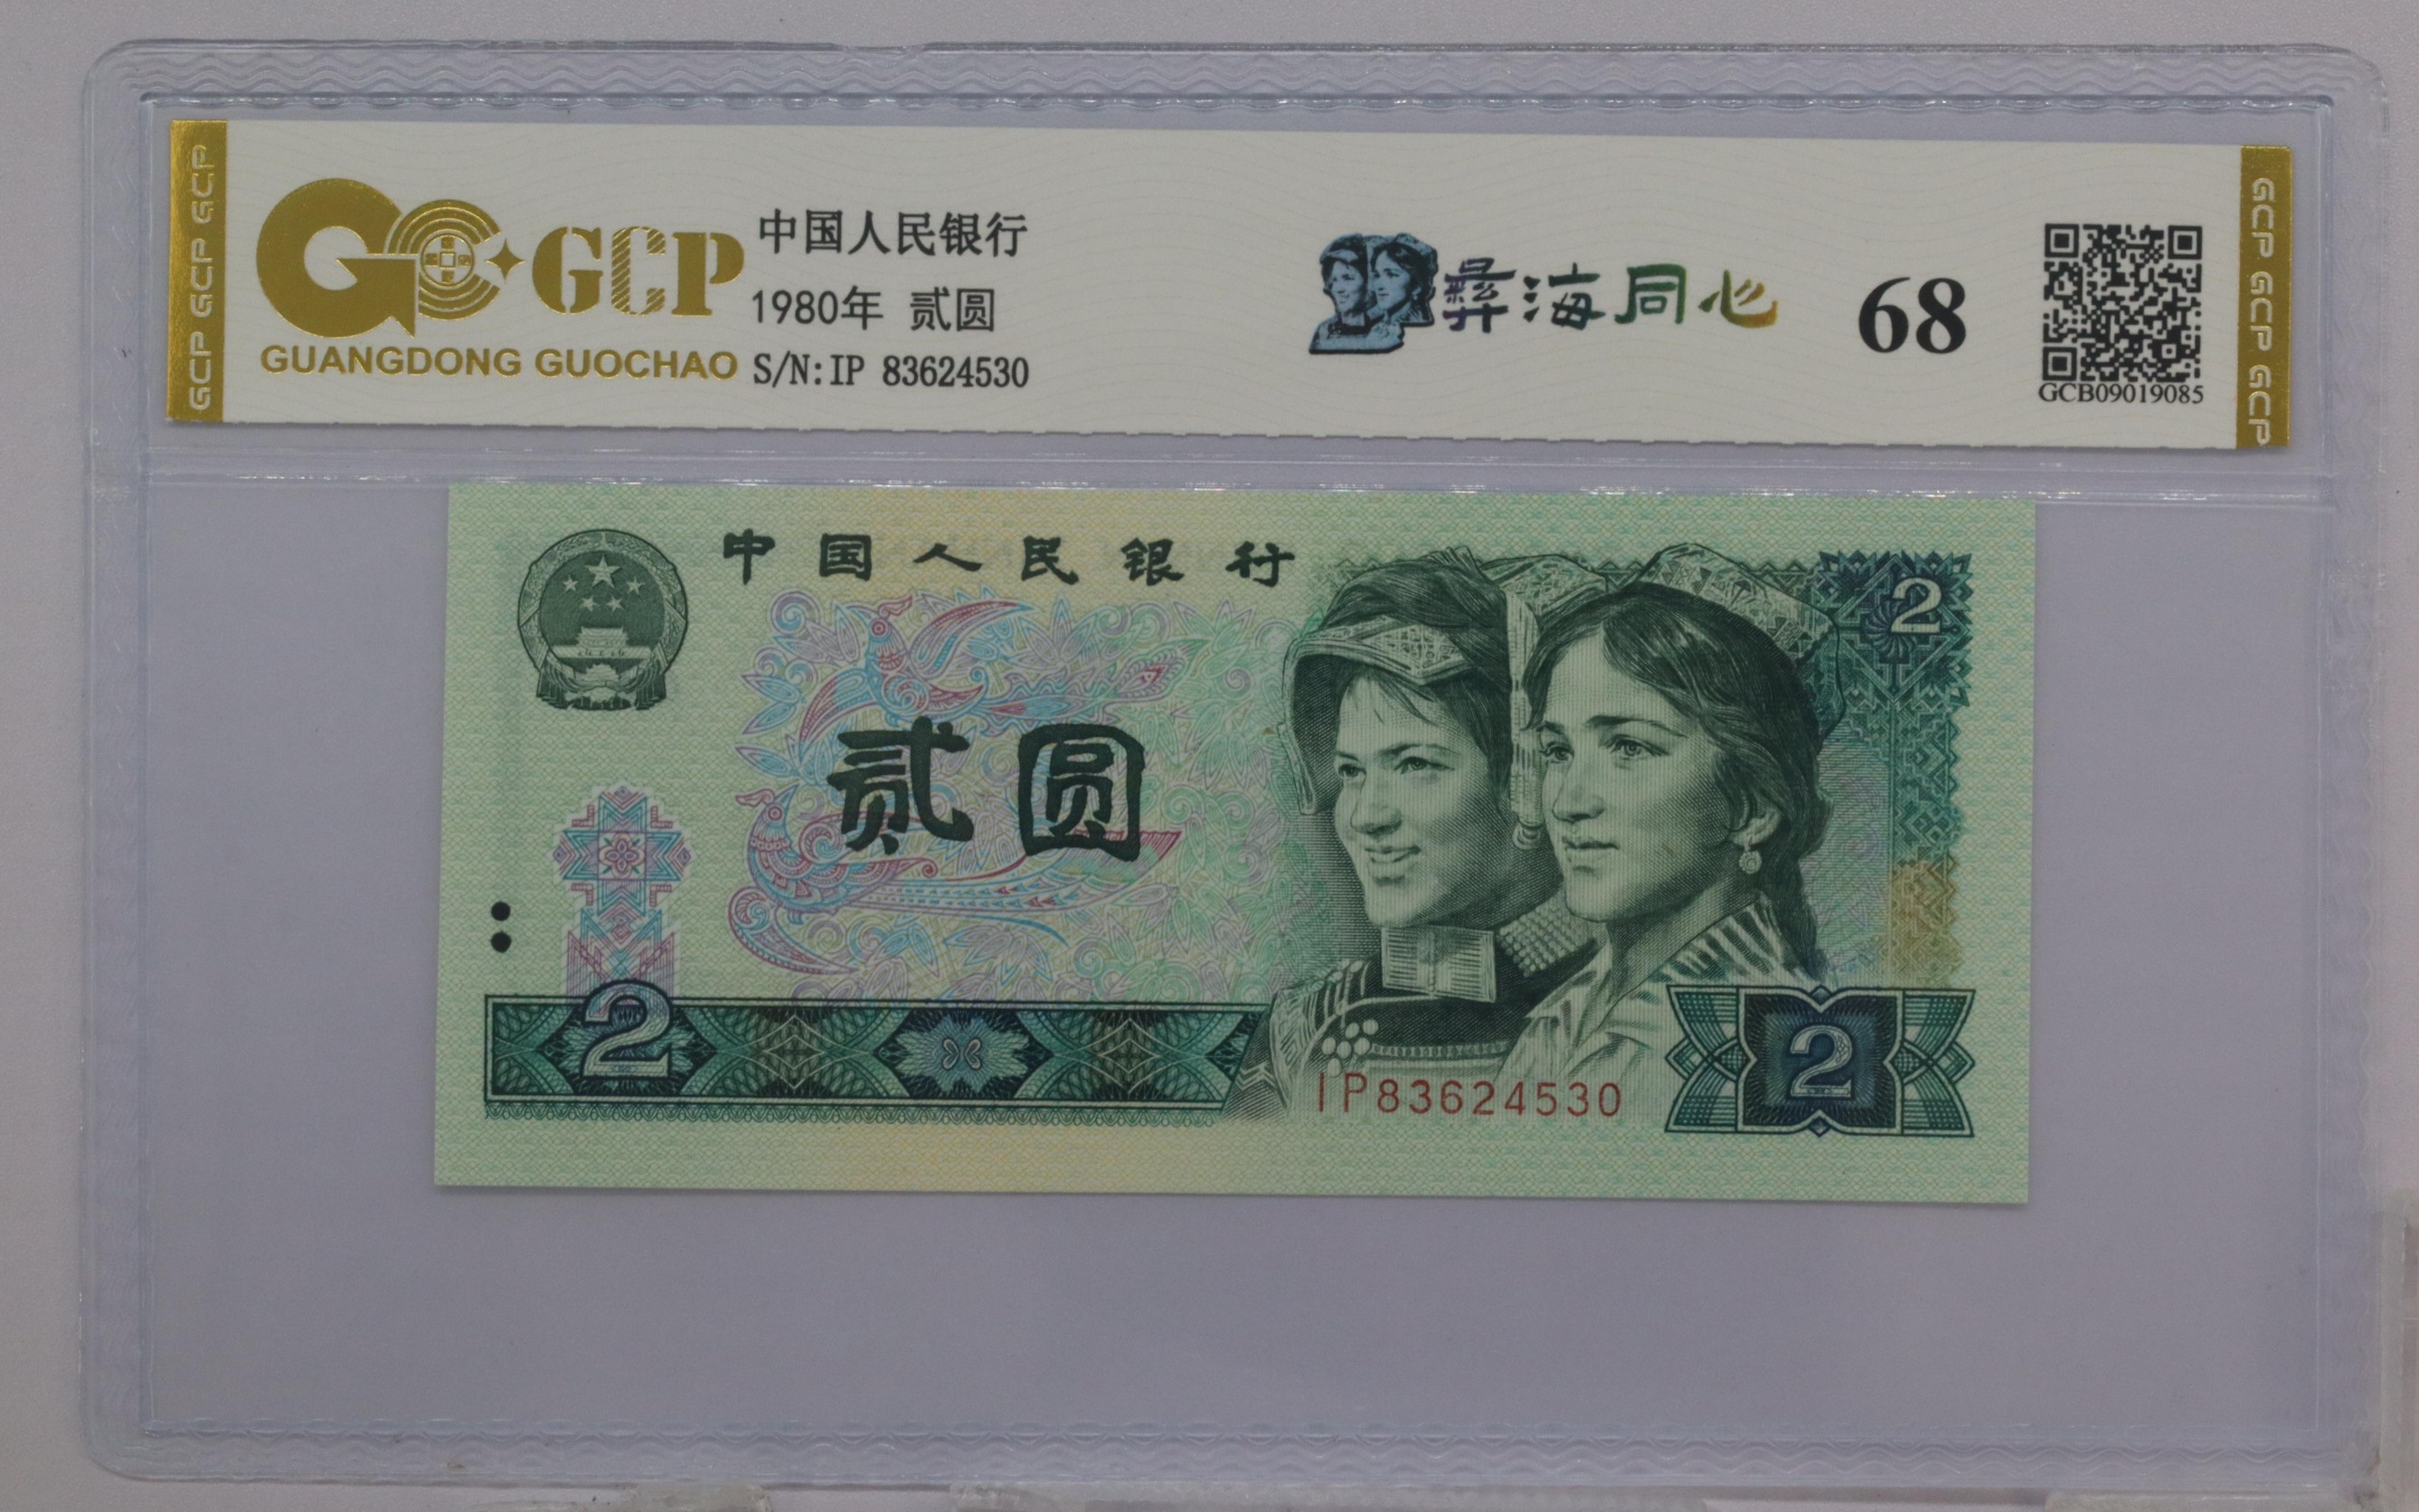 GCP GCP GCP
GCP
GUANGDONG GUOCHAO
中国人民银行
1980年 贰圆
S/N:IP 83624530
彝海同心
68
GCB09019085
GCP GCP GCP
中国人民银行
2
贰圆
2
IP83624530
2